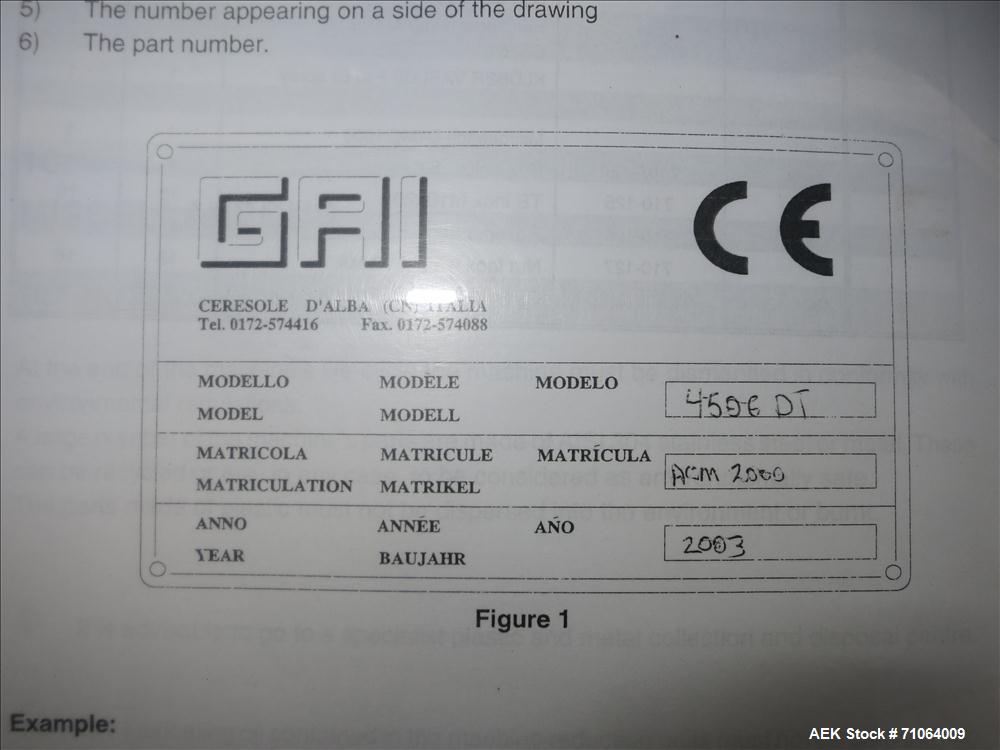 5) The number appearing on a side of the drawing
6) The part number.
GAI CE
CERESOLE D'ALBA (CN) ITALIA
Tel. 0172-574416 Fax. 0172-574088
MODELLO MODÈLE MODELO
MODEL MODELL
4506E DT
MATRICOLA MATRICULE MATRÍCULA
MATRICULATION MATRIKEL
ACM 2000
ANNO ANNÉE AÑO
YEAR BAUJAHR
2003
Figure 1
Example:
AEK Stock # 71064009